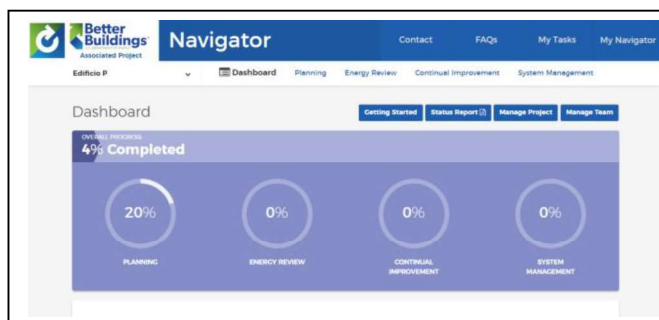 Better
Buildings
Associated Project
Navigator
Contact FAQs My Tasks My Navigator
Edificio P Dashboard Planning Energy Review Continual Improvement System Management
Dashboard
Getting Started Status Report Manage Project Manage Team
OVERALL PROGRESS
4% Completed
20% 0% 0% 0%
PLANNING ENERGY REVIEW CONTINUAL IMPROVEMENT SYSTEM MANAGEMENT